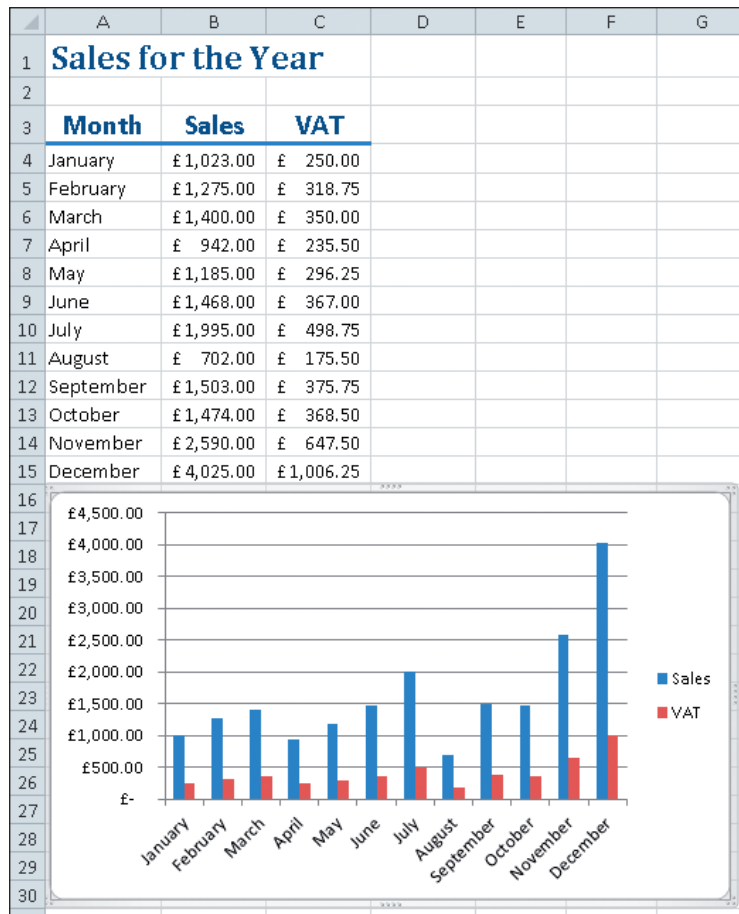 A B C D E F G
1 Sales for the Year
2
3 Month Sales VAT
4 January £1,023.00 £ 250.00
5 February £1,275.00 £ 318.75
6 March £1,400.00 £ 350.00
7 April £ 942.00 £ 235.50
8 May £1,185.00 £ 296.25
9 June £1,468.00 £ 367.00
10 July £1,995.00 £ 498.75
11 August £ 702.00 £ 175.50
12 September £1,503.00 £ 375.75
13 October £1,474.00 £ 368.50
14 November £2,590.00 £ 647.50
15 December £4,025.00 £1,006.25
16
17
18
19
20
21
22
23
24
25
26
27
28
29
30
£4,500.00
£4,000.00
£3,500.00
£3,000.00
£2,500.00
£2,000.00
£1,500.00
£1,000.00
£500.00
£-
January February March April May June July August September October November December
Sales
VAT